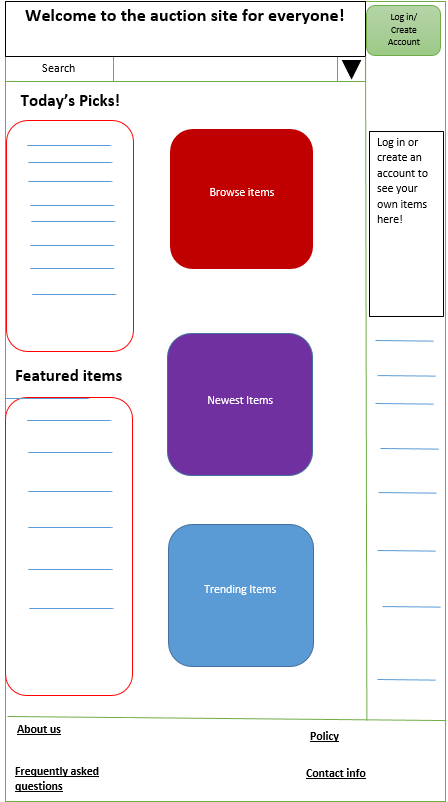 Welcome to the auction site for everyone!
Log in/
Create
Account
Search
Today's Picks!
Browse items
Log in or
create an
account to
see your
own items
here!
Featured items
Newest Items
Trending Items
About us
Policy
Frequently asked
questions
Contact info